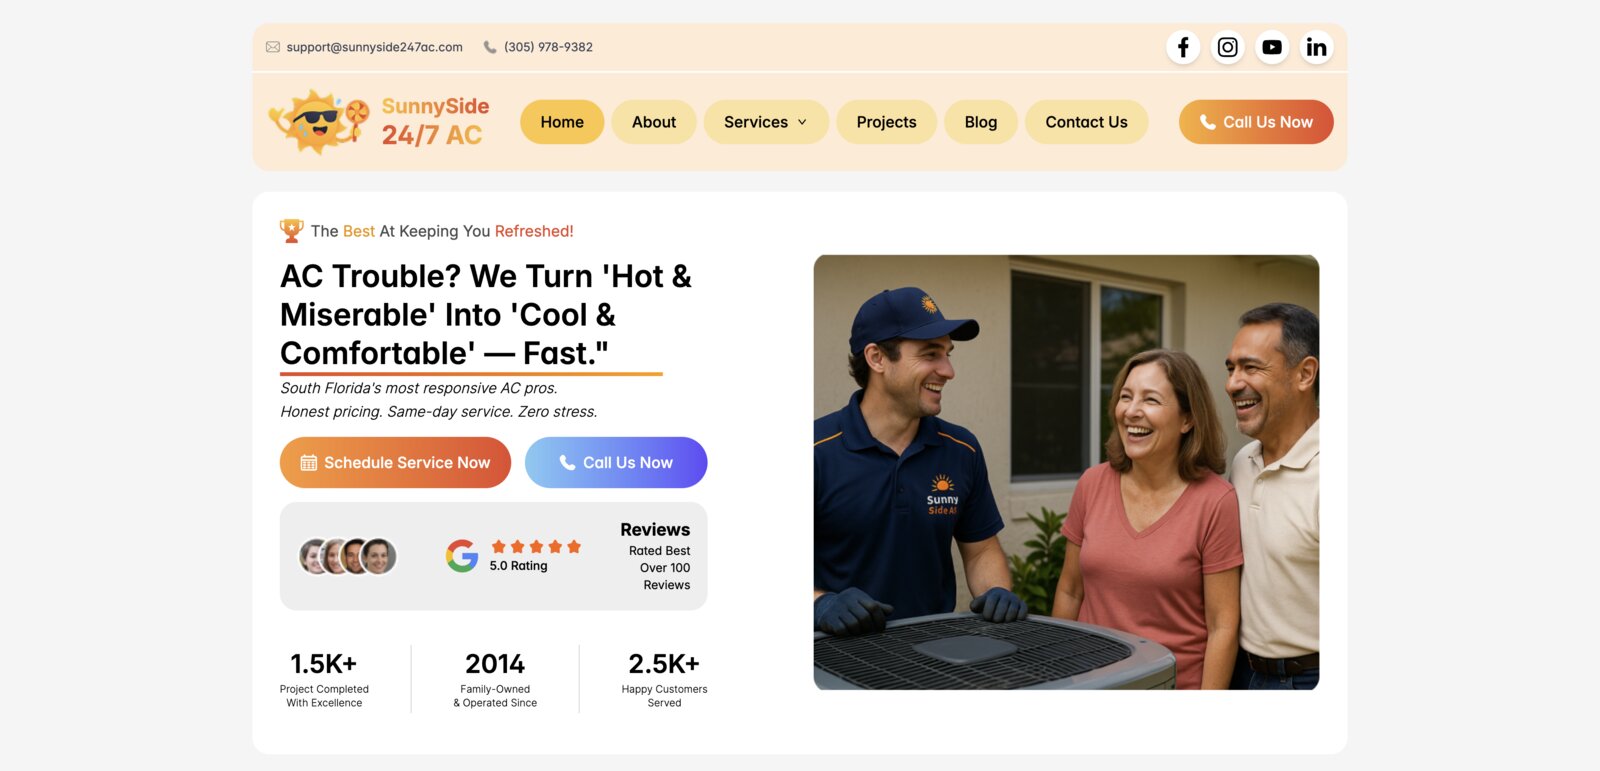 support@sunnyside247ac.com (305) 978-9382
SunnySide
24/7 AC
Home About Services Projects Blog Contact Us Call Us Now
The Best At Keeping You Refreshed!
AC Trouble? We Turn 'Hot &
Miserable' Into 'Cool &
Comfortable' — Fast."
South Florida's most responsive AC pros.
Honest pricing. Same-day service. Zero stress.
Schedule Service Now Call Us Now
5.0 Rating
Reviews
Rated Best
Over 100
Reviews
1.5K+
Project Completed
With Excellence
2014
Family-Owned
& Operated Since
2.5K+
Happy Customers
Served
Sunny
Side AC